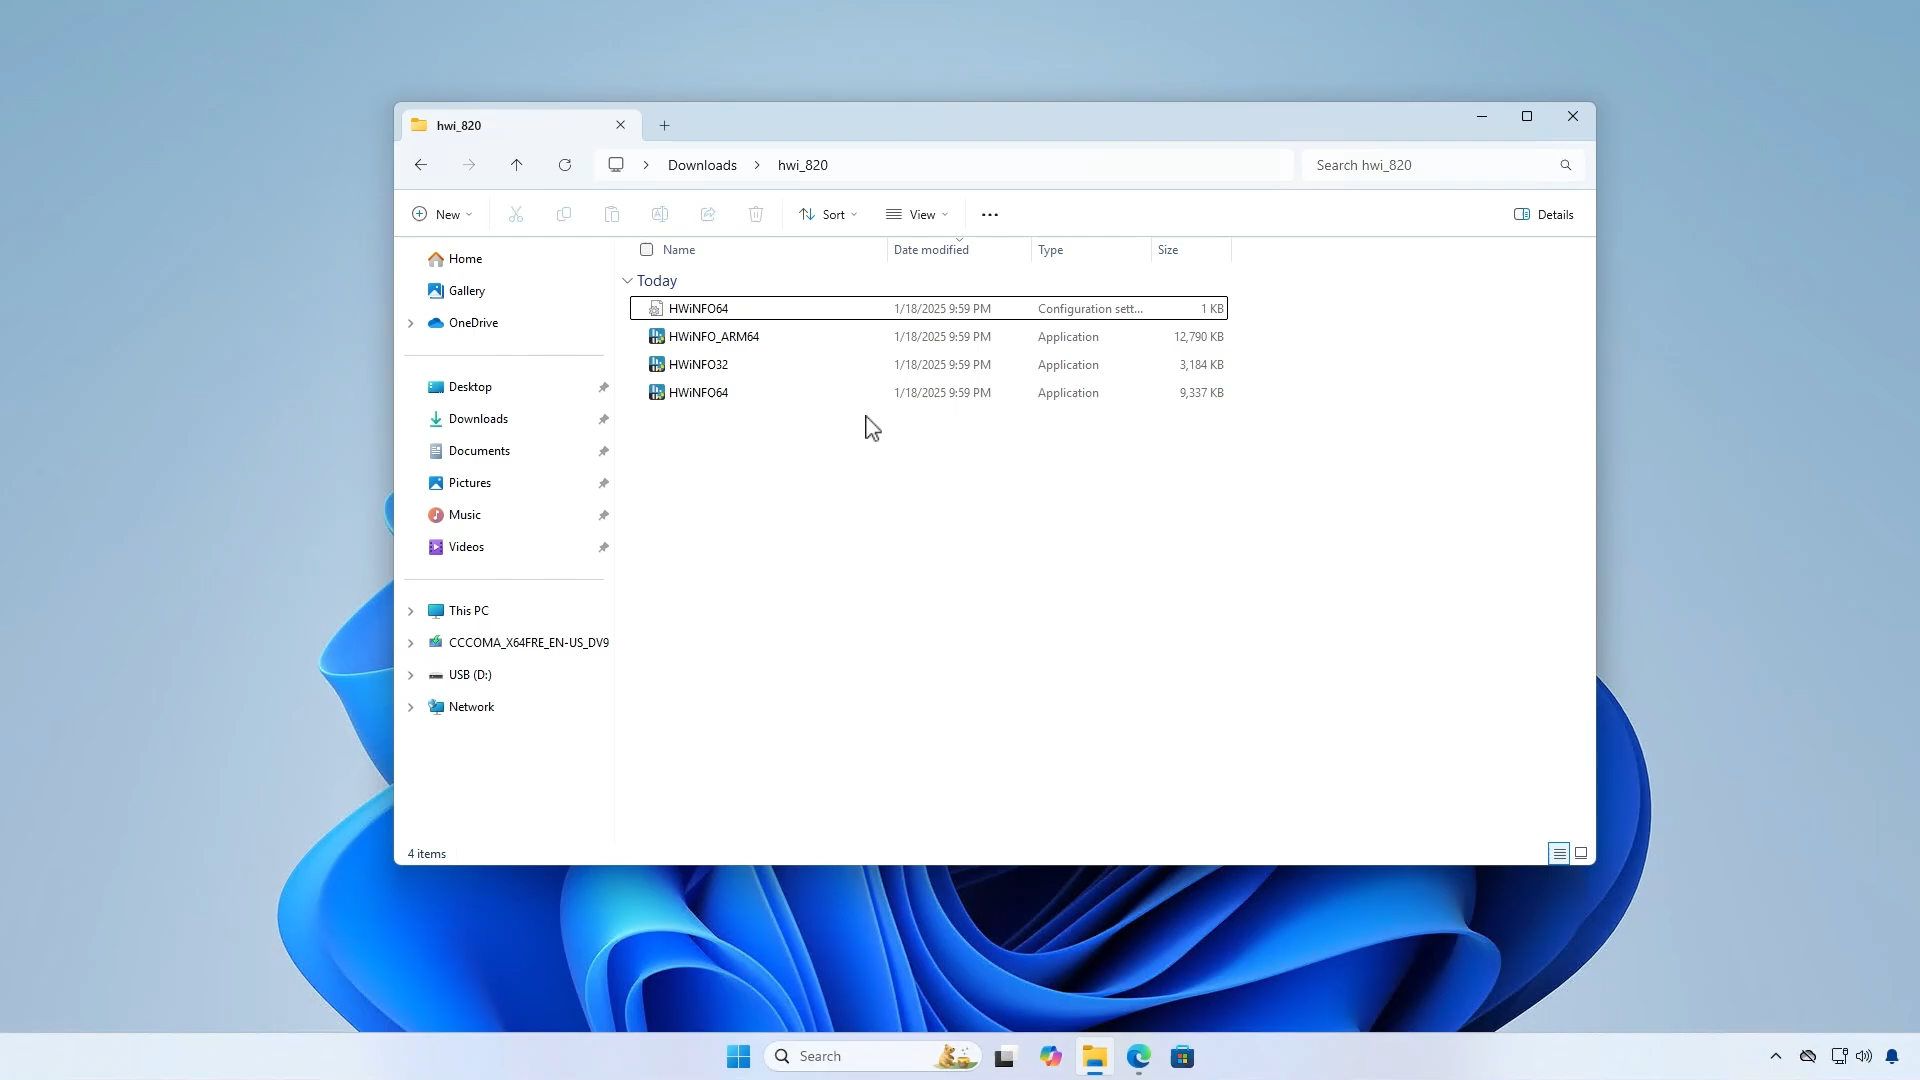 hwi_820
Downloads
hwi_820
Search hwi_820
New
Sort
View
Details
Name
Date modified
Type
Size
Today
HWiNFO64
1/18/2025 9:59 PM
Configuration sett...
1 KB
HWiNFO_ARM64
1/18/2025 9:59 PM
Application
12,790 KB
HWiNFO32
1/18/2025 9:59 PM
Application
3,184 KB
HWiNFO64
1/18/2025 9:59 PM
Application
9,337 KB
Home
Gallery
OneDrive
Desktop
Downloads
Documents
Pictures
Music
Videos
This PC
CCCOMA_X64FRE_EN-US_DV9
USB (D:)
Network
4 items
Search